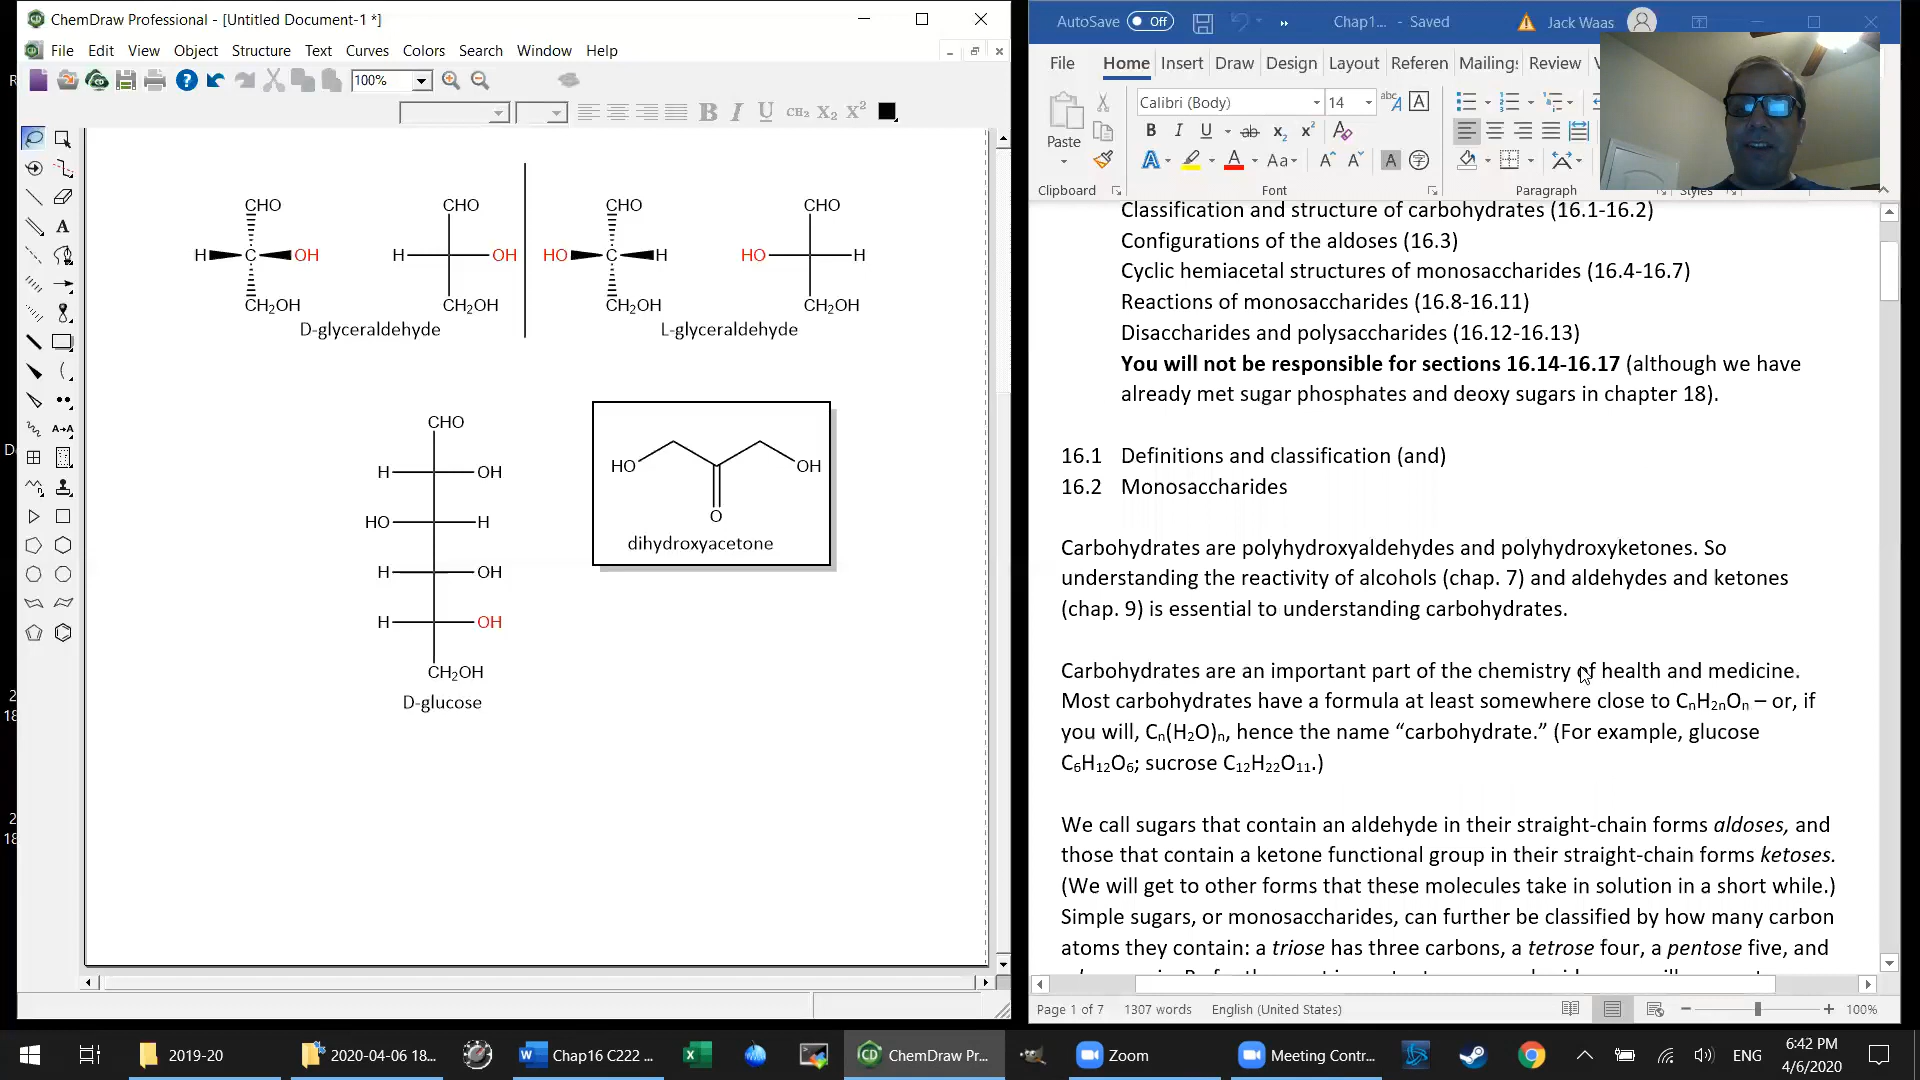 ChemDraw Professional - [Untitled Document-1 *]
File Edit View Object Structure Text Curves Colors Search Window Help
100%
B I U CH2 X2 X2
CHO
H C OH
CH2OH
CHO
H OH
CH2OH
D-glyceraldehyde
CHO
HO C H
CH2OH
CHO
HO H
CH2OH
L-glyceraldehyde
CHO
H OH
HO H
H OH
H OH
CH2OH
D-glucose
HO OH
O
dihydroxyacetone
AutoSave Off Chap1... - Saved Jack Waas
File Home Insert Draw Design Layout Referen Mailings Review
Paste
Calibri (Body) 14
Clipboard Font Paragraph Styles
Classification and structure of carbohydrates (16.1-16.2)
Configurations of the aldoses (16.3)
Cyclic hemiacetal structures of monosaccharides (16.4-16.7)
Reactions of monosaccharides (16.8-16.11)
Disaccharides and polysaccharides (16.12-16.13)
You will not be responsible for sections 16.14-16.17 (although we have
already met sugar phosphates and deoxy sugars in chapter 18).
16.1 Definitions and classification (and)
16.2 Monosaccharides
Carbohydrates are polyhydroxyaldehydes and polyhydroxyketones. So
understanding the reactivity of alcohols (chap. 7) and aldehydes and ketones
(chap. 9) is essential to understanding carbohydrates.
Carbohydrates are an important part of the chemistry of health and medicine.
Most carbohydrates have a formula at least somewhere close to CnH2nOn – or, if
you will, Cn(H2O)n, hence the name “carbohydrate.” (For example, glucose
C6H12O6; sucrose C12H22O11.)
We call sugars that contain an aldehyde in their straight-chain forms aldoses, and
those that contain a ketone functional group in their straight-chain forms ketoses.
(We will get to other forms that these molecules take in solution in a short while.)
Simple sugars, or monosaccharides, can further be classified by how many carbon
atoms they contain: a triose has three carbons, a tetrose four, a pentose five, and
Page 1 of 7 1307 words English (United States) 100%
2019-20 2020-04-06 18... Chap16 C222 ... ChemDraw Pr... Zoom Meeting Contr... ENG 6:42 PM
4/6/2020